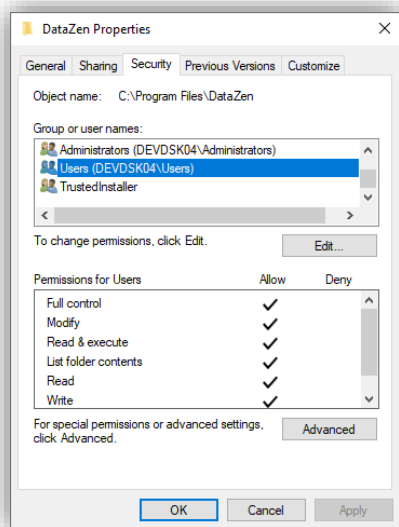 DataZen Properties
General Sharing Security Previous Versions Customize
Object name: C:\Program Files\DataZen
Group or user names:
Administrators (DEVDSK04\Administrators)
Users (DEVDSK04\Users)
TrustedInstaller
To change permissions, click Edit.
Edit...
Permissions for Users Allow Deny
Full control
Modify
Read & execute
List folder contents
Read
Write
For special permissions or advanced settings,
click Advanced.
Advanced
OK Cancel Apply